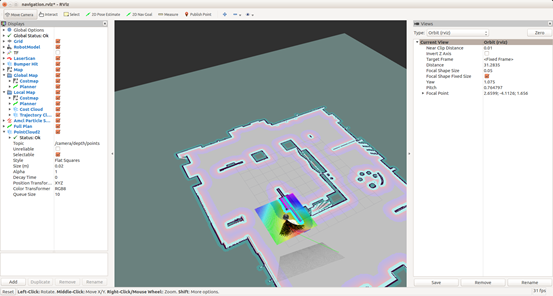 navigation.rviz* - RViz
Move Camera Interact Select 2D Pose Estimate 2D Nav Goal Measure Publish Point
Displays
Global Options
Global Status: Ok
Grid
RobotModel
TF
LaserScan
Bumper Hit
Map
Global Map
Costmap
Planner
Local Map
Costmap
Planner
Cost Cloud
Trajectory Cl...
Amcl Particle S...
Full Plan
PointCloud2
Status: Ok
Topic /camera/depth/points
Unreliable
Selectable
Style Flat Squares
Size (m) 0.02
Alpha 1
Decay Time 0
Position Transfor... XYZ
Color Transformer RGB8
Queue Size 10
Add Duplicate Remove Rename
Views
Type: Orbit (rviz) Zero
Current View Orbit (rviz)
Near Clip Distance 0.01
Invert Z Axis
Target Frame <Fixed Frame>
Distance 31.2835
Focal Shape Size 0.05
Focal Shape Fixed Size
Yaw 1.075
Pitch 0.764797
Focal Point 2.6599; -4.1126; 1.656
Save Remove Rename
Reset Left-Click: Rotate. Middle-Click: Move X/Y. Right-Click/Mouse Wheel: Zoom. Shift: More options.
31 fps